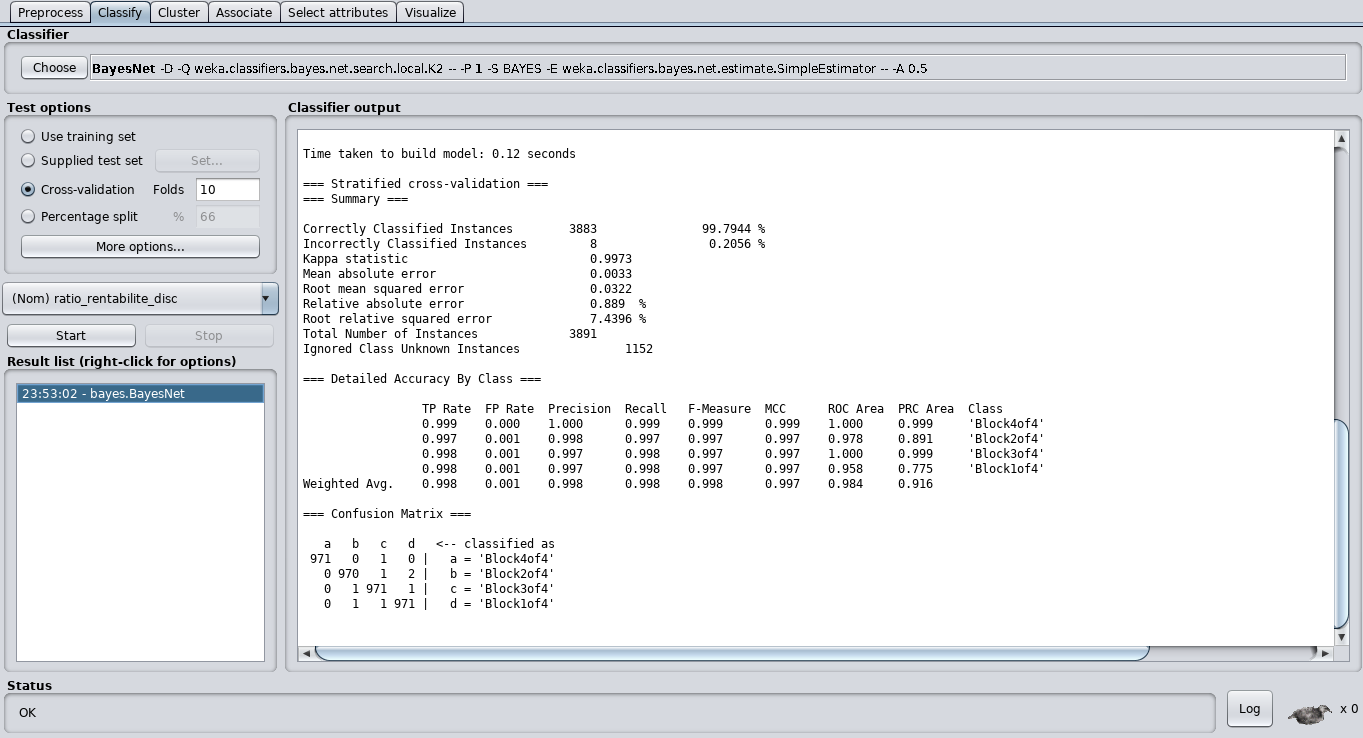 Preprocess Classify Cluster Associate Select attributes Visualize
Classifier
Choose BayesNet -D -Q weka.classifiers.bayes.net.search.local.K2 -- -P 1 -S BAYES -E weka.classifiers.bayes.net.estimate.SimpleEstimator -- -A 0.5
Test options
Use training set
Supplied test set Set...
Cross-validation Folds 10
Percentage split % 66
More options...
(Nom) ratio_rentabilite_disc
Start Stop
Result list (right-click for options)
23:53:02 - bayes.BayesNet
Classifier output
Time taken to build model: 0.12 seconds
=== Stratified cross-validation ===
=== Summary ===
Correctly Classified Instances 3883 99.7944 %
Incorrectly Classified Instances 8 0.2056 %
Kappa statistic 0.9973
Mean absolute error 0.0033
Root mean squared error 0.0322
Relative absolute error 0.889 %
Root relative squared error 7.4396 %
Total Number of Instances 3891
Ignored Class Unknown Instances 1152
=== Detailed Accuracy By Class ===
TP Rate FP Rate Precision Recall F-Measure MCC ROC Area PRC Area Class
0.999 0.000 1.000 0.999 0.999 0.999 1.000 0.999 'Block4of4'
0.997 0.001 0.998 0.997 0.997 0.997 0.978 0.891 'Block2of4'
0.998 0.001 0.997 0.998 0.997 0.997 1.000 0.999 'Block3of4'
0.998 0.001 0.997 0.998 0.997 0.997 0.958 0.775 'Block1of4'
Weighted Avg. 0.998 0.001 0.998 0.998 0.998 0.997 0.984 0.916
=== Confusion Matrix ===
a b c d <-- classified as
971 0 1 0 | a = 'Block4of4'
0 970 1 2 | b = 'Block2of4'
0 1 971 1 | c = 'Block3of4'
0 1 1 971 | d = 'Block1of4'
Status
OK
Log x 0